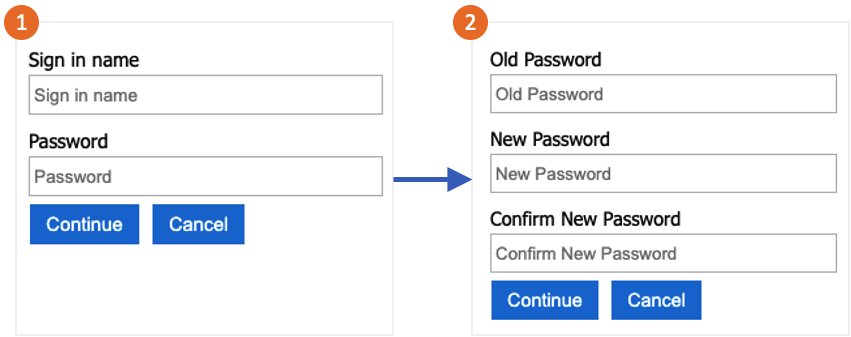 1
Sign in name
Sign in name
Password
Password
Continue Cancel
2
Old Password
Old Password
New Password
New Password
Confirm New Password
Confirm New Password
Continue Cancel